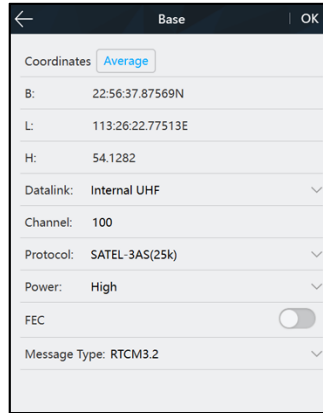 Base | OK
Coordinates Average
B: 22:56:37.87569N
L: 113:26:22.77513E
H: 54.1282
Datalink: Internal UHF
Channel: 100
Protocol: SATEL-3AS(25k)
Power: High
FEC
Message Type: RTCM3.2